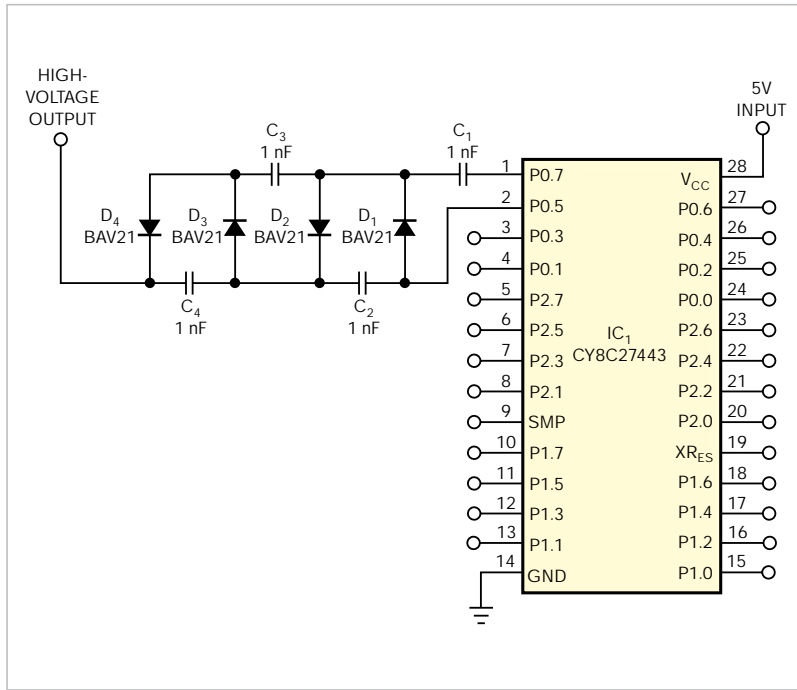 HIGH-
VOLTAGE
OUTPUT
5V
INPUT
C3
1 nF
C1
1 nF
D4
BAV21
D3
BAV21
D2
BAV21
D1
BAV21
C4
1 nF
C2
1 nF
1 P0.7
2 P0.5
3 P0.3
4 P0.1
5 P2.7
6 P2.5
7 P2.3
8 P2.1
9 SMP
10 P1.7
11 P1.5
12 P1.3
13 P1.1
14 GND
IC1
CY8C27443
VCC 28
P0.6 27
P0.4 26
P0.2 25
P0.0 24
P2.6 23
P2.4 22
P2.2 21
P2.0 20
XRES 19
P1.6 18
P1.4 17
P1.2 16
P1.0 15